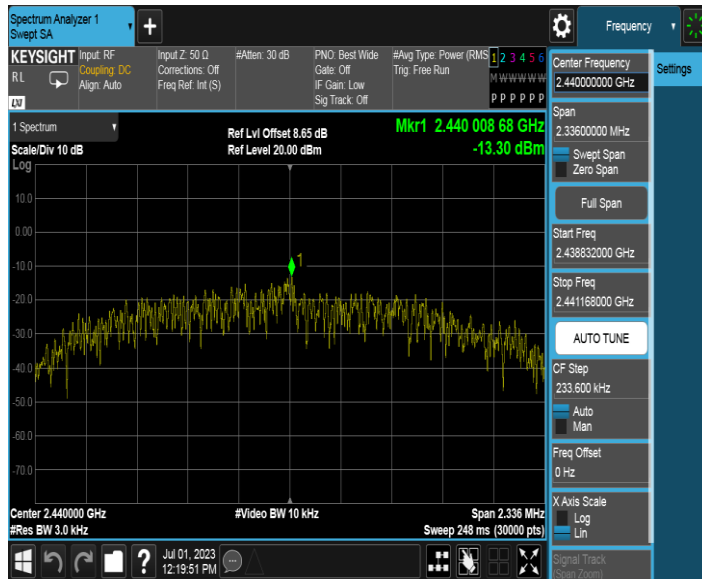 Spectrum Analyzer 1
Swept SA
Frequency
KEYSIGHT
RL
LXI
Input: RF
Coupling: DC
Align: Auto
Input Z: 50 Ω
Corrections: Off
Freq Ref: Int (S)
#Atten: 30 dB
PNO: Best Wide
Gate: Off
IF Gain: Low
Sig Track: Off
#Avg Type: Power (RMS
Trig: Free Run
1 2 3 4 5 6
M W W W W W
P P P P P P
1 Spectrum
Scale/Div 10 dB
Ref Lvl Offset 8.65 dB
Ref Level 20.00 dBm
Mkr1 2.440 008 68 GHz
-13.30 dBm
Log
10.0
0.00
-10.0
-20.0
-30.0
-40.0
-50.0
-60.0
-70.0
1
Center 2.440000 GHz
#Res BW 3.0 kHz
#Video BW 10 kHz
Span 2.336 MHz
Sweep 248 ms (30000 pts)
?
Jul 01, 2023
12:19:51 PM
Center Frequency
2.440000000 GHz
Span
2.33600000 MHz
Swept Span
Zero Span
Full Span
Start Freq
2.438832000 GHz
Stop Freq
2.441168000 GHz
AUTO TUNE
CF Step
233.600 kHz
Auto
Man
Freq Offset
0 Hz
X Axis Scale
Log
Lin
Signal Track
(Span Zoom)
Settings